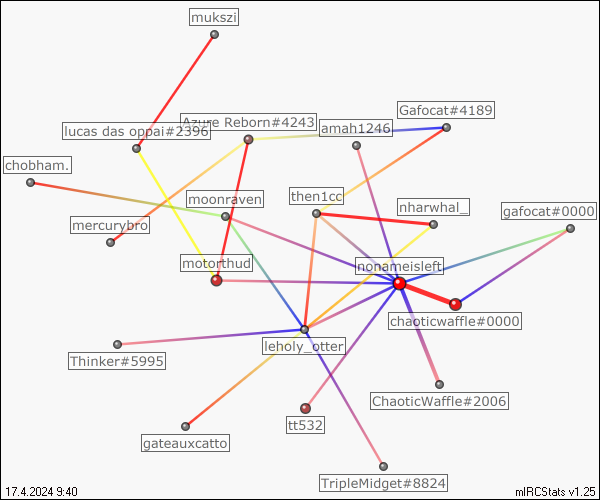 mukszi
Azure Reborn#4243
lucas das oppai#2396
amah1246
Gafocat#4189
chobham.
moonraven
then1cc
nharwhal_
gafocat#0000
mercurybro
motorthud
nonameisleft
chaoticwaffle#0000
leholy_otter
Thinker#5995
ChaoticWaffle#2006
tt532
gateauxcatto
TripleMidget#8824
17.4.2024 9:40
mIRCStats v1.25